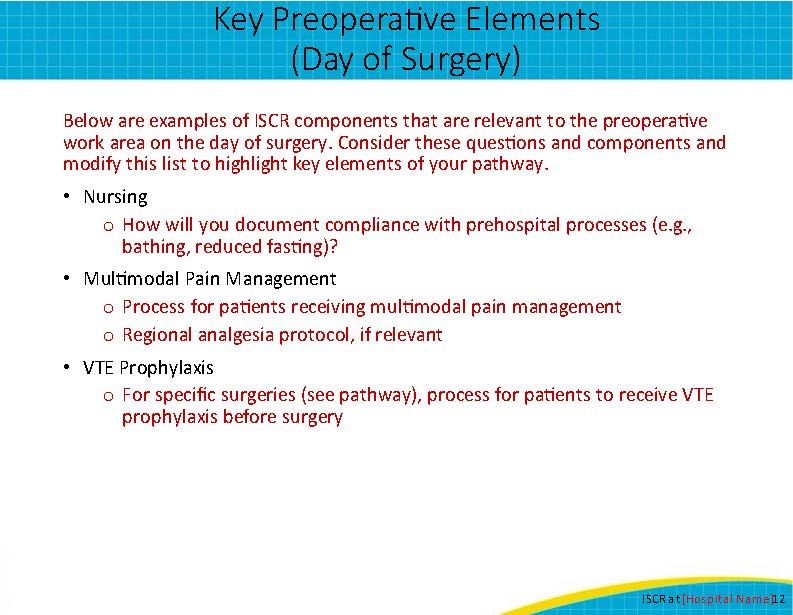 Key Preoperative Elements
(Day of Surgery)
Below are examples of ISCR components that are relevant to the preoperative
work area on the day of surgery. Consider these questions and components and
modify this list to highlight key elements of your pathway.
• Nursing
o How will you document compliance with prehospital processes (e.g.,
bathing, reduced fasting)?
• Multimodal Pain Management
o Process for patients receiving multimodal pain management
o Regional analgesia protocol, if relevant
• VTE Prophylaxis
o For specific surgeries (see pathway), process for patients to receive VTE
prophylaxis before surgery
ISCR at [Hospital Name] 12